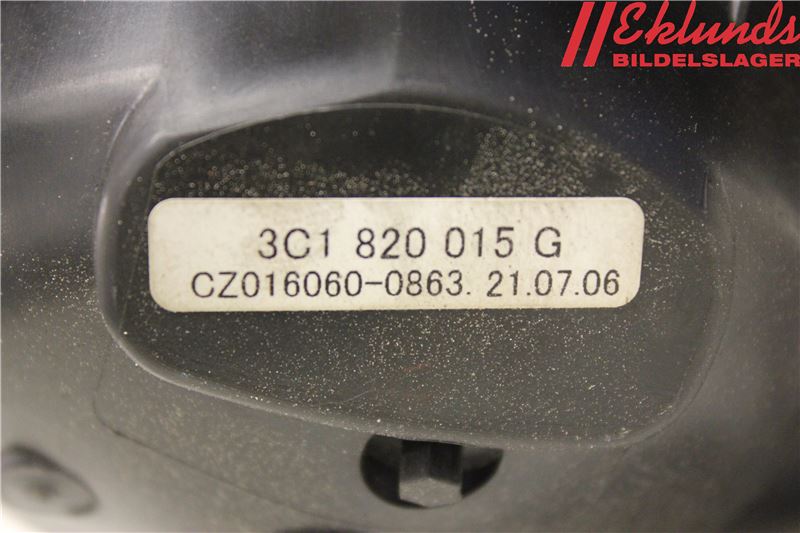 Eklunds
BILDELSLAGER
3C1 820 015 G
CZ016060-0863. 21.07.06